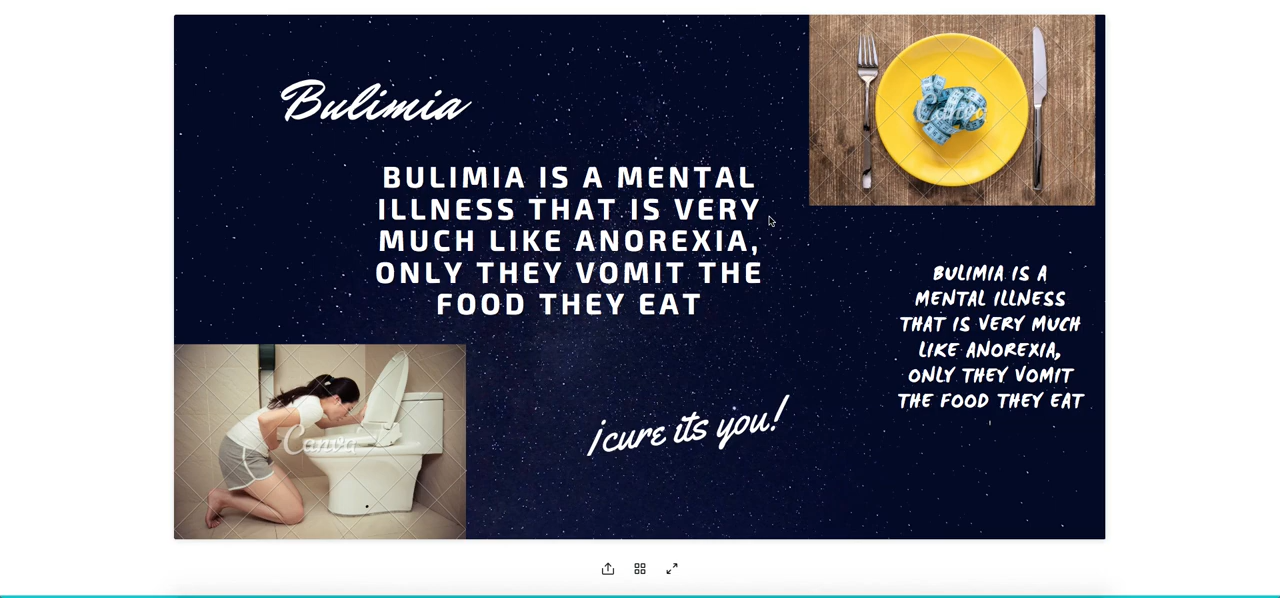 Bulimia
BULIMIA IS A MENTAL
ILLNESS THAT IS VERY
MUCH LIKE ANOREXIA,
ONLY THEY VOMIT THE
FOOD THEY EAT
Canva
BULIMIA IS A
MENTAL ILLNESS
THAT IS VERY MUCH
LIKE ANOREXIA,
ONLY THEY VOMIT
THE FOOD THEY EAT
Canva
¡cure its you!